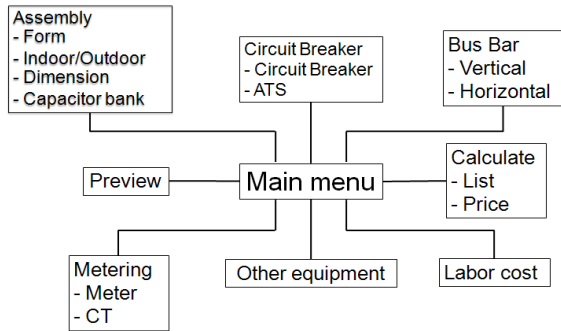 Assembly
- Form
- Indoor/Outdoor
- Dimension
- Capacitor bank
Circuit Breaker
- Circuit Breaker
- ATS
Bus Bar
- Vertical
- Horizontal
Preview
Main menu
Calculate
- List
- Price
Metering
- Meter
- CT
Other equipment
Labor cost